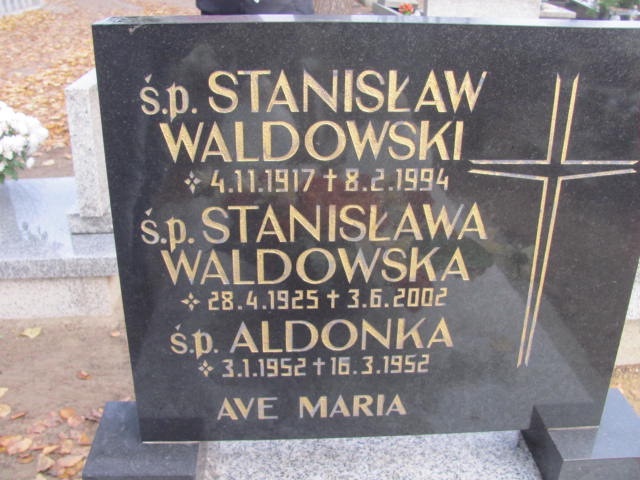 ś.p. STANISŁAW
WALDOWSKI
4.11.1917 † 8.2.1994
ś.p. STANISŁAWA
WALDOWSKA
28.4.1925 † 3.6.2002
ś.p. ALDONKA
3.1.1952 † 16.3.1952
AVE MARIA